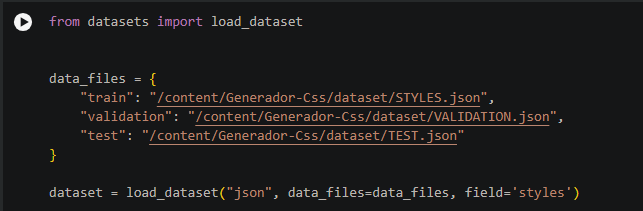 from datasets import load_dataset
data_files = {
    "train": "/content/Generador-Css/dataset/STYLES.json",
    "validation": "/content/Generador-Css/dataset/VALIDATION.json",
    "test": "/content/Generador-Css/dataset/TEST.json"
}
dataset = load_dataset("json", data_files=data_files, field='styles')